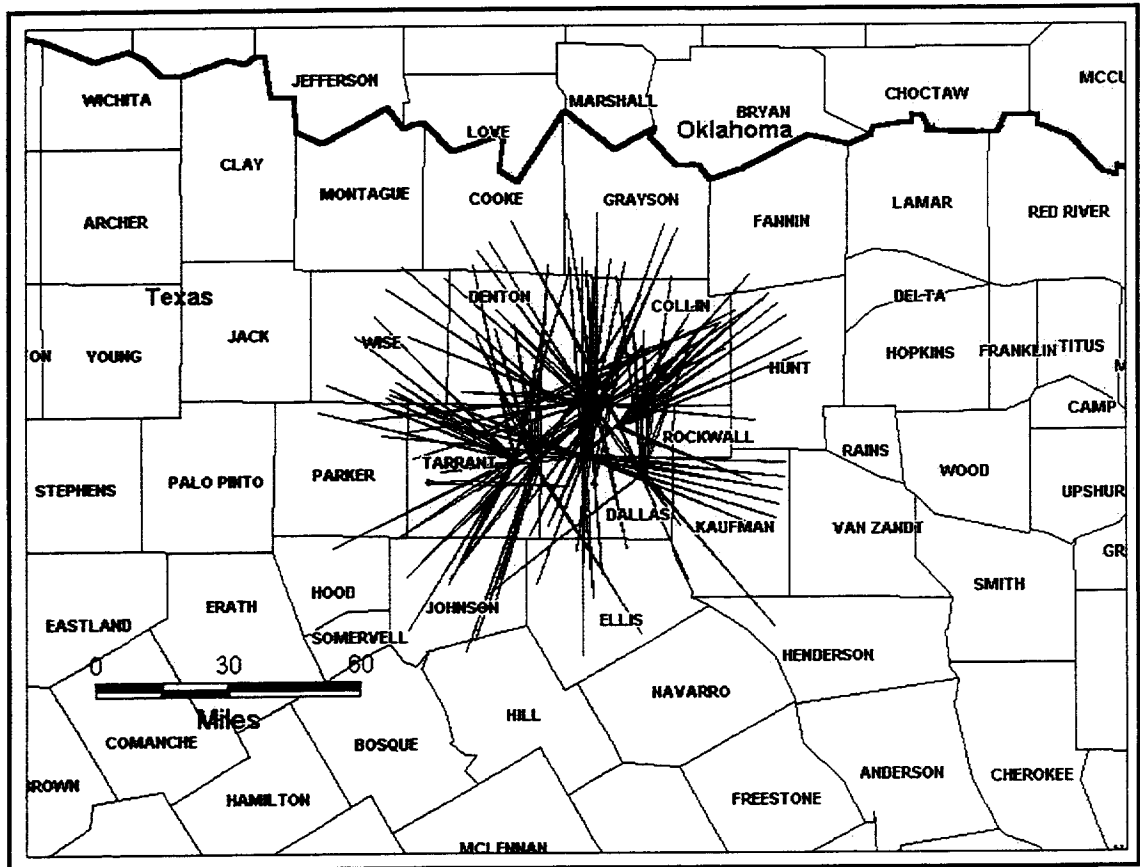 JEFFERSON
MCCU
WICHITA
MARSHALL
CHOCTAW
BRYAN
LOVE
Oklahoma
CLAY
MONTAGUE
COOKE
GRAYSON
LAMAR
RED RIVER
ARCHER
FANNIN
Texas
DENTON
DELTA
COLLIN
JACK
WISE
YOUNG
ON
HUNT
HOPKINS
FRANKLIN
TITUS
M
CAMP
ROCKWALL
RAINS
TARRANT
WOOD
PARKER
PALO PINTO
STEPHENS
UPSHUR
DALLAS
KAUFMAN
VAN ZANDT
GR
SMITH
HOOD
ERATH
JOHNSON
EASTLAND
ELLIS
SOMERVELL
HENDERSON
0 30 60
Miles
NAVARRO
HILL
COMANCHE
BOSQUE
ANDERSON
CHEROKEE
BROWN
HAMILTON
FREESTONE
MCLENNAN